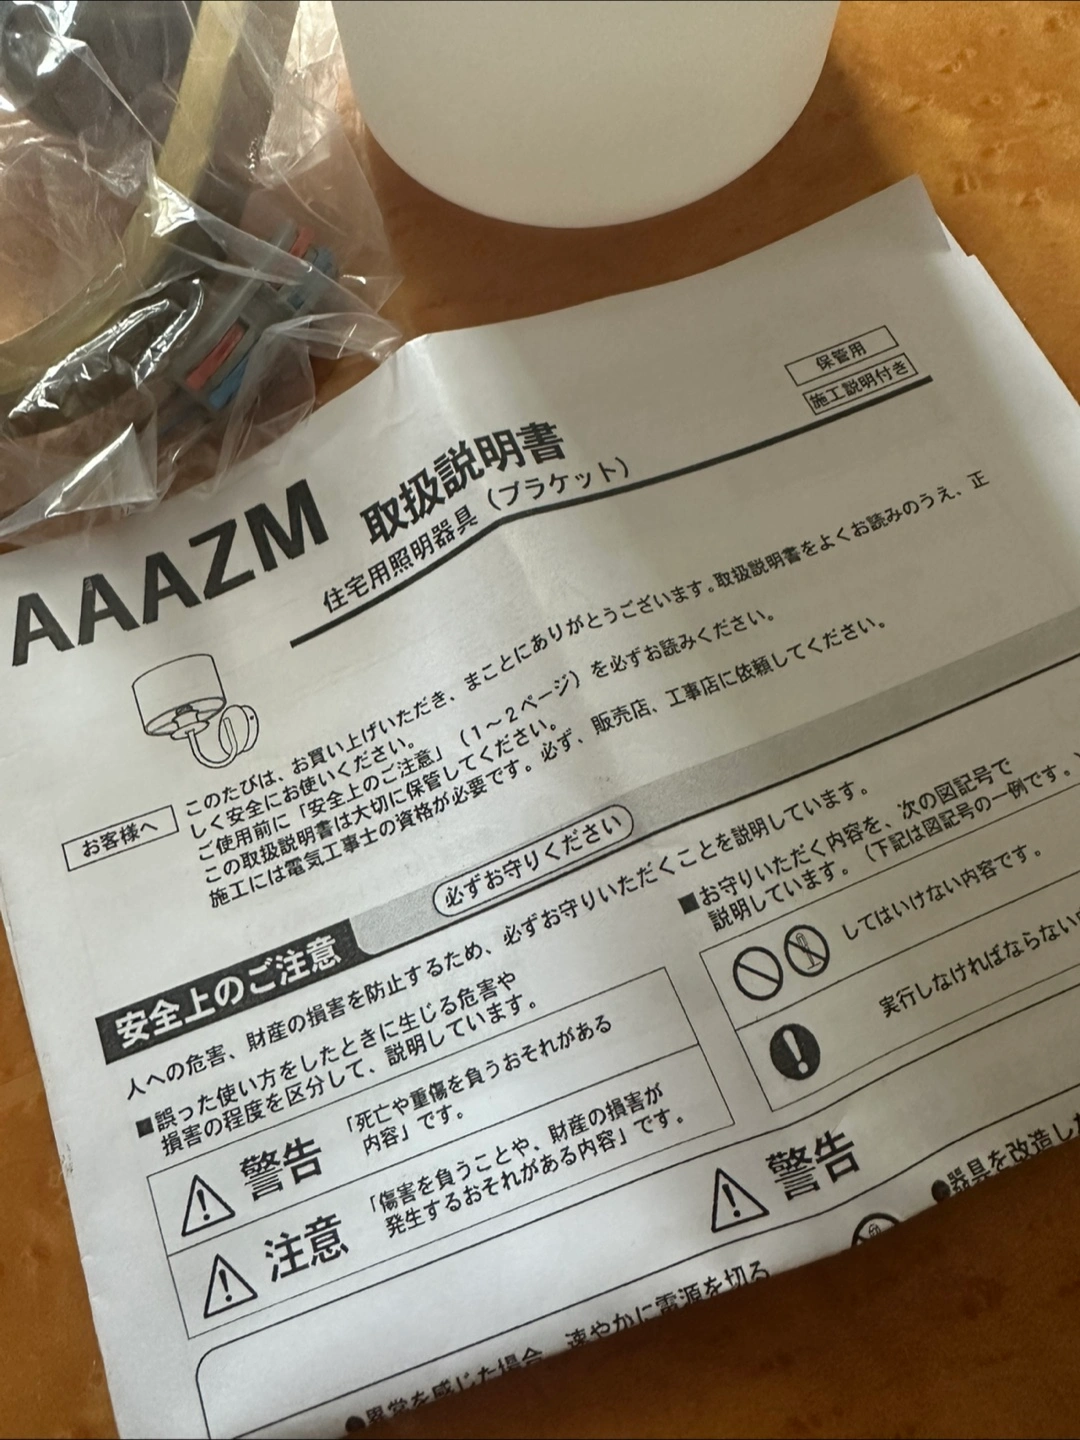 保管用
施工説明付き
AAAZM 取扱説明書
住宅用照明器具（ブラケット）
お客様へ
このたびは、お買い上げいただき、まことにありがとうございます。取扱説明書をよくお読みのうえ、正
しく安全にお使いください。
ご使用前に「安全上のご注意」（1～2ページ）を必ずお読みください。
この取扱説明書は大切に保管してください。
施工には電気工事士の資格が必要です。必ず、販売店、工事店に依頼してください。
安全上のご注意 必ずお守りください
人への危害、財産の損害を防止するため、必ずお守りいただくことを説明しています。
■誤った使い方をしたときに生じる危害や
損害の程度を区分して、説明しています。
警告 「死亡や重傷を負うおそれがある
内容」です。
注意 「傷害を負うことや、財産の損害が
発生するおそれがある内容」です。
■お守りいただく内容を、次の図記号で
説明しています。（下記は図記号の一例です。）
してはいけない内容です。
実行しなければならない
警告
●異常を感じた場合、速やかに電源を切る
●器具を改造した